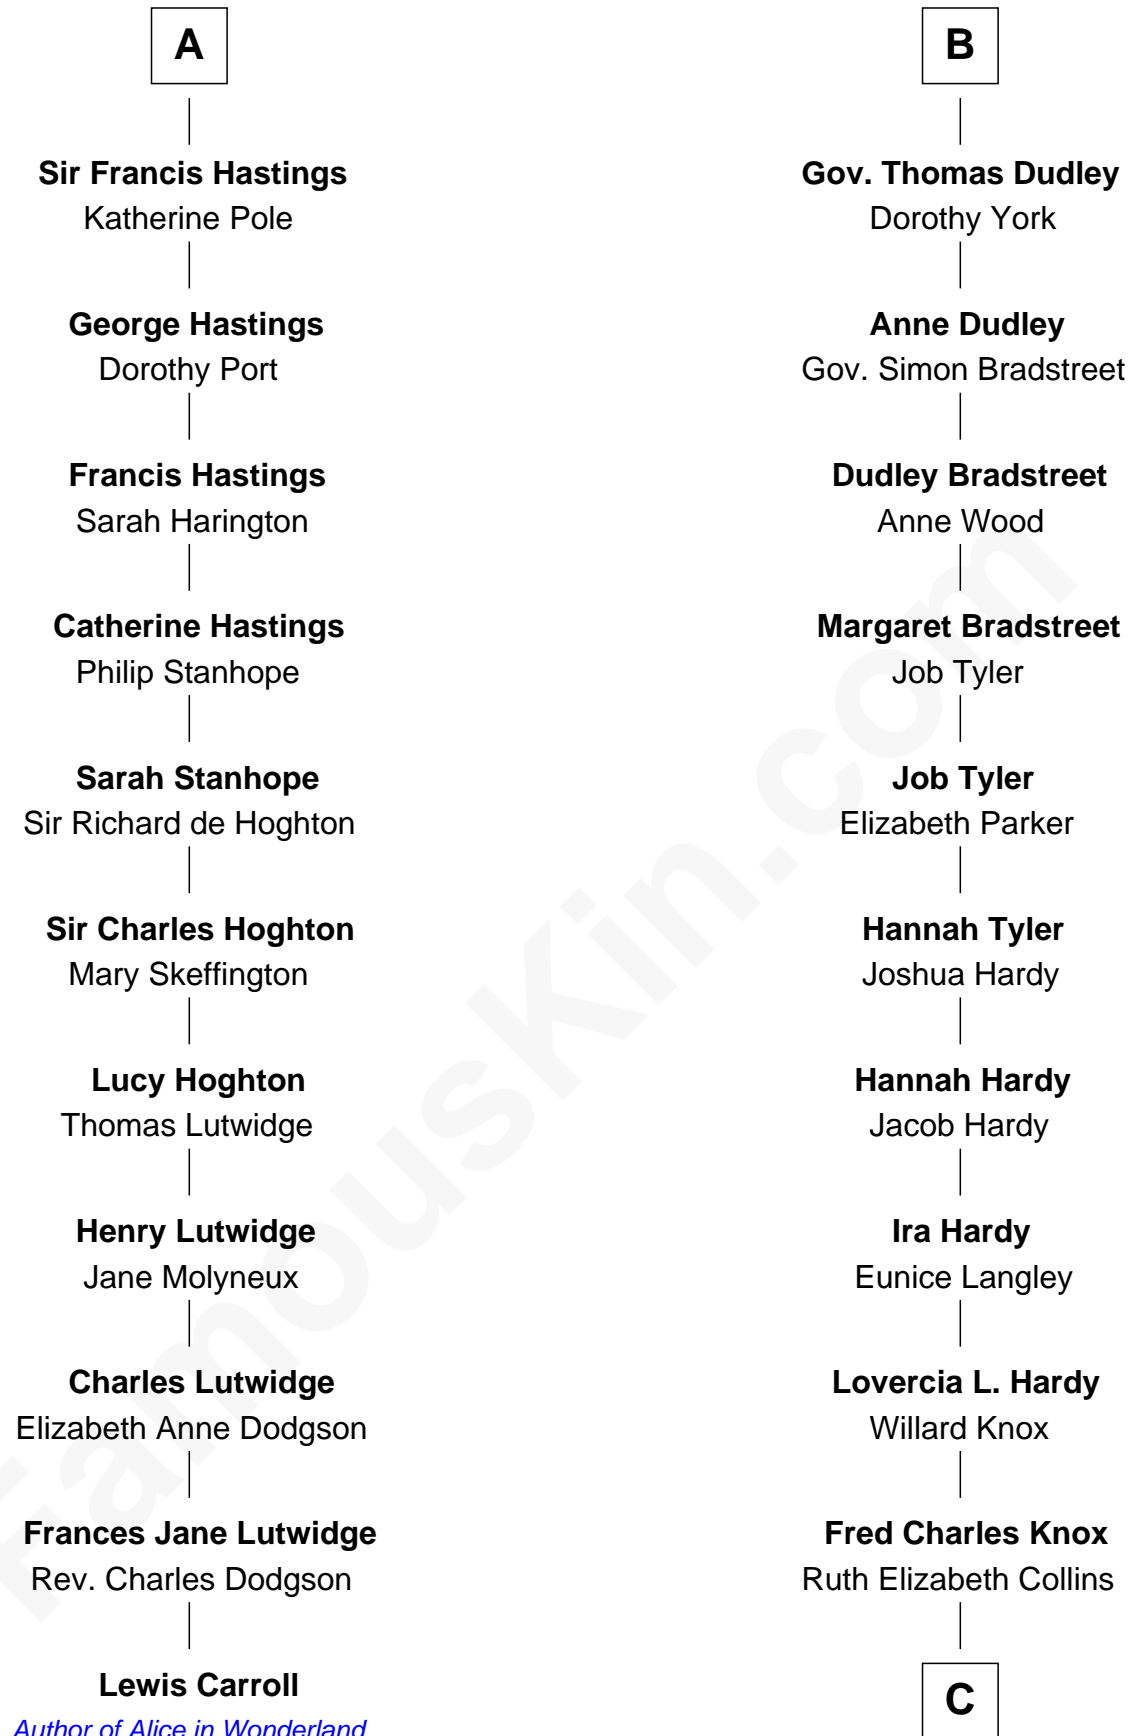 A
Sir Francis Hastings
Katherine Pole
George Hastings
Dorothy Port
Francis Hastings
Sarah Harington
Catherine Hastings
Philip Stanhope
Sarah Stanhope
Sir Richard de Hoghton
Sir Charles Hoghton
Mary Skeffington
Lucy Hoghton
Thomas Lutwidge
Henry Lutwidge
Jane Molyneux
Charles Lutwidge
Elizabeth Anne Dodgson
Frances Jane Lutwidge
Rev. Charles Dodgson
Lewis Carroll
Author of Alice in Wonderland
B
Gov. Thomas Dudley
Dorothy York
Anne Dudley
Gov. Simon Bradstreet
Dudley Bradstreet
Anne Wood
Margaret Bradstreet
Job Tyler
Job Tyler
Elizabeth Parker
Hannah Tyler
Joshua Hardy
Hannah Hardy
Jacob Hardy
Ira Hardy
Eunice Langley
Lovercia L. Hardy
Willard Knox
Fred Charles Knox
Ruth Elizabeth Collins
C
FamousKin.com